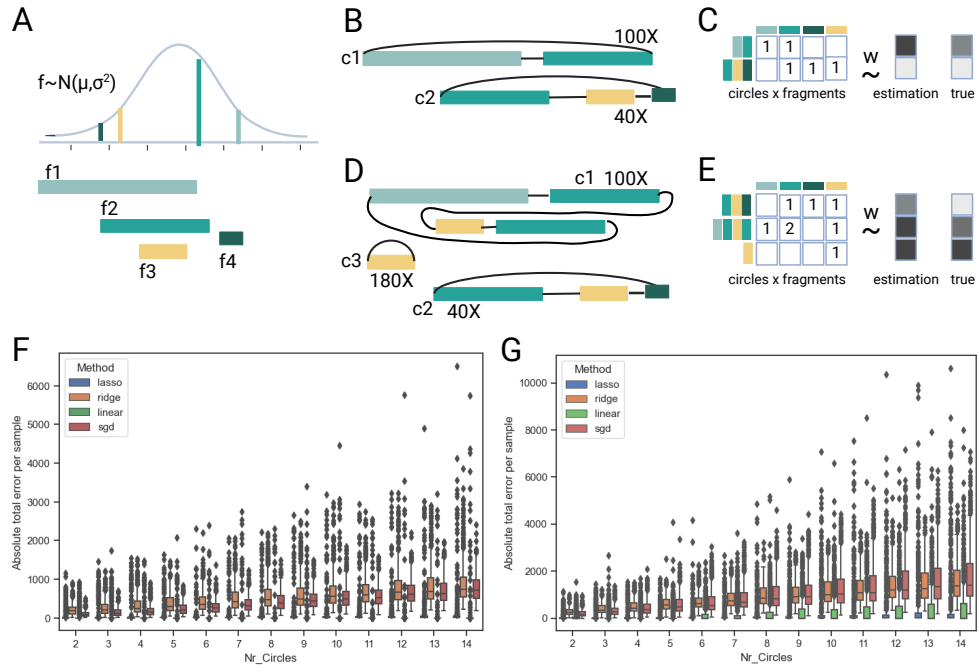 A
f~N(μ,σ²)
f1
f2
f3
f4
B
100X
c1
c2
40X
C
1 1
1 1 1
w
~
circles x fragments
estimation
true
D
c1 100X
c3
180X
c2
40X
E
1 1 1
1 2 1
1
w
~
circles x fragments
estimation
true
F
Method
lasso
ridge
linear
sgd
Absolute total error per sample
6000
5000
4000
3000
2000
1000
0
2 3 4 5 6 7 8 9 10 11 12 13 14
Nr_Circles
G
Method
lasso
ridge
linear
sgd
Absolute total error per sample
10000
8000
6000
4000
2000
0
2 3 4 5 6 7 8 9 10 11 12 13 14
Nr_Circles